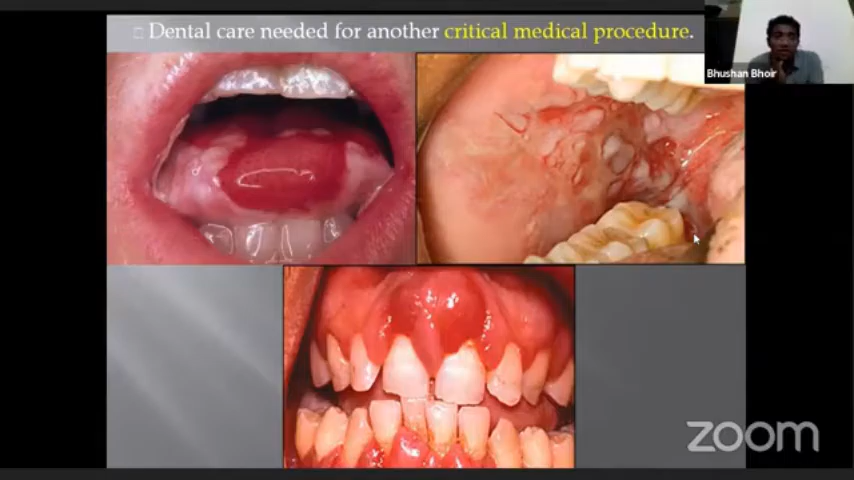 Dental care needed for another critical medical procedure.
Bhushan Bhoir
zoom